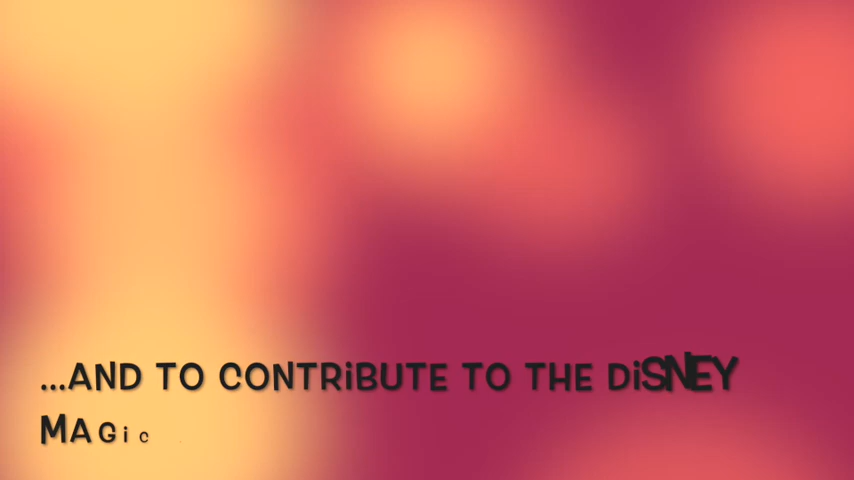 ...AND TO CONTRiBUTE TO THE DiSNEY
MAGic